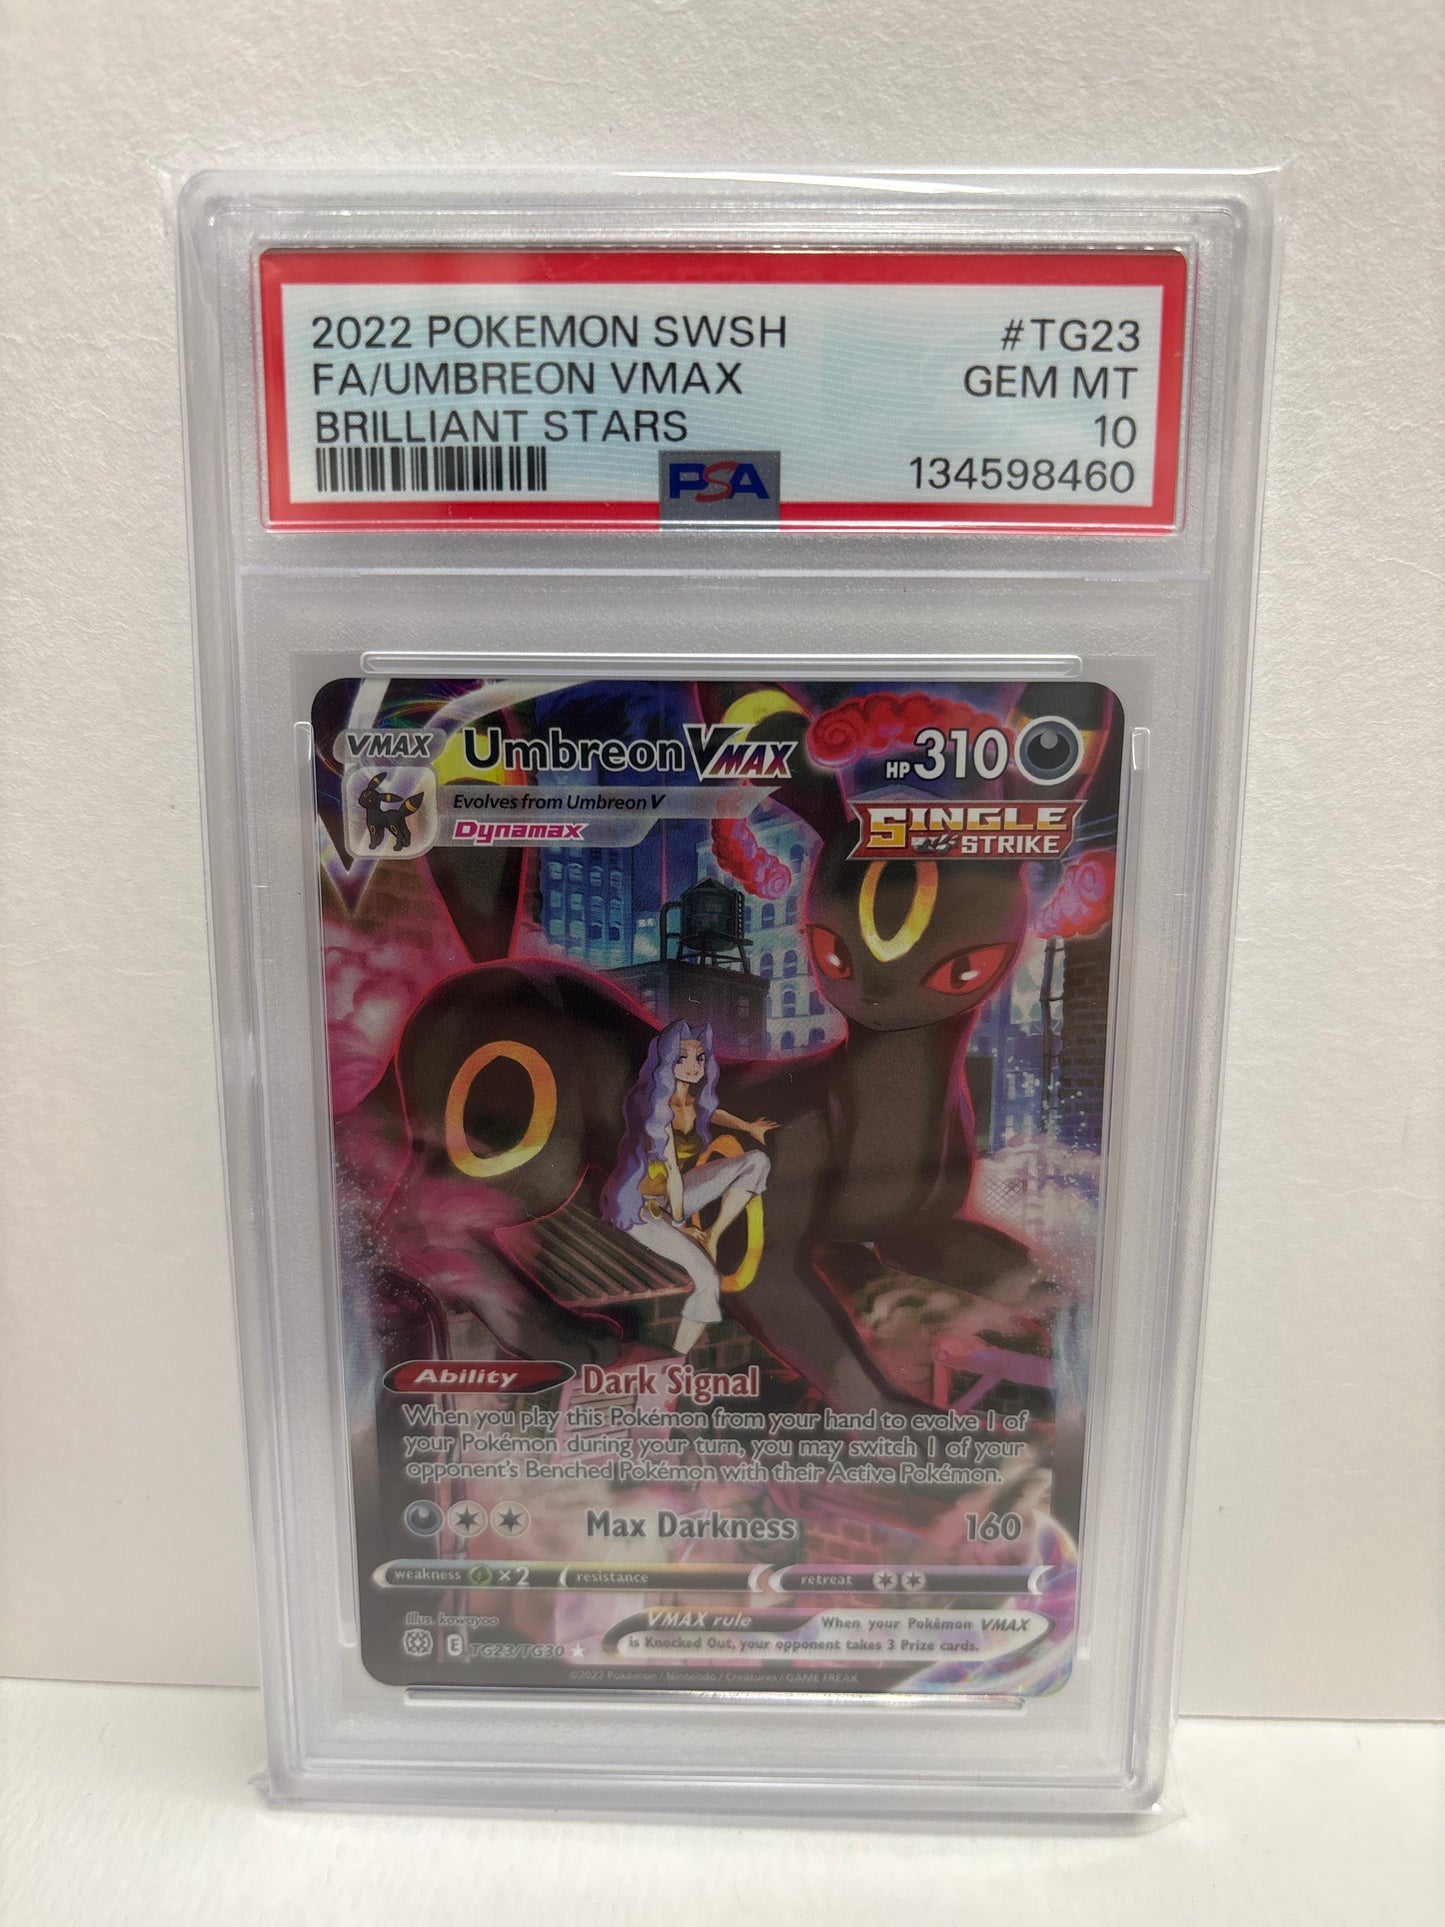 2022 POKEMON SWSH #TG23
FA/UMBREON VMAX GEM MT
BRILLIANT STARS 10
PSA 134598460
VMAX Umbreon VMAX HP 310
Evolves from Umbreon V
Dynamax
SINGLE
STRIKE
Ability Dark Signal
When you play this Pokémon from your hand to evolve 1 of
your Pokémon during your turn, you may switch 1 of your
opponent's Benched Pokémon with their Active Pokémon.
Max Darkness 160
weakness ×2 resistance retreat
Illus. kawayoo
VMAX rule When your Pokémon VMAX
is Knocked Out, your opponent takes 3 Prize cards.
E TG23/TG30
©2022 Pokémon / Nintendo / Creatures / GAME FREAK